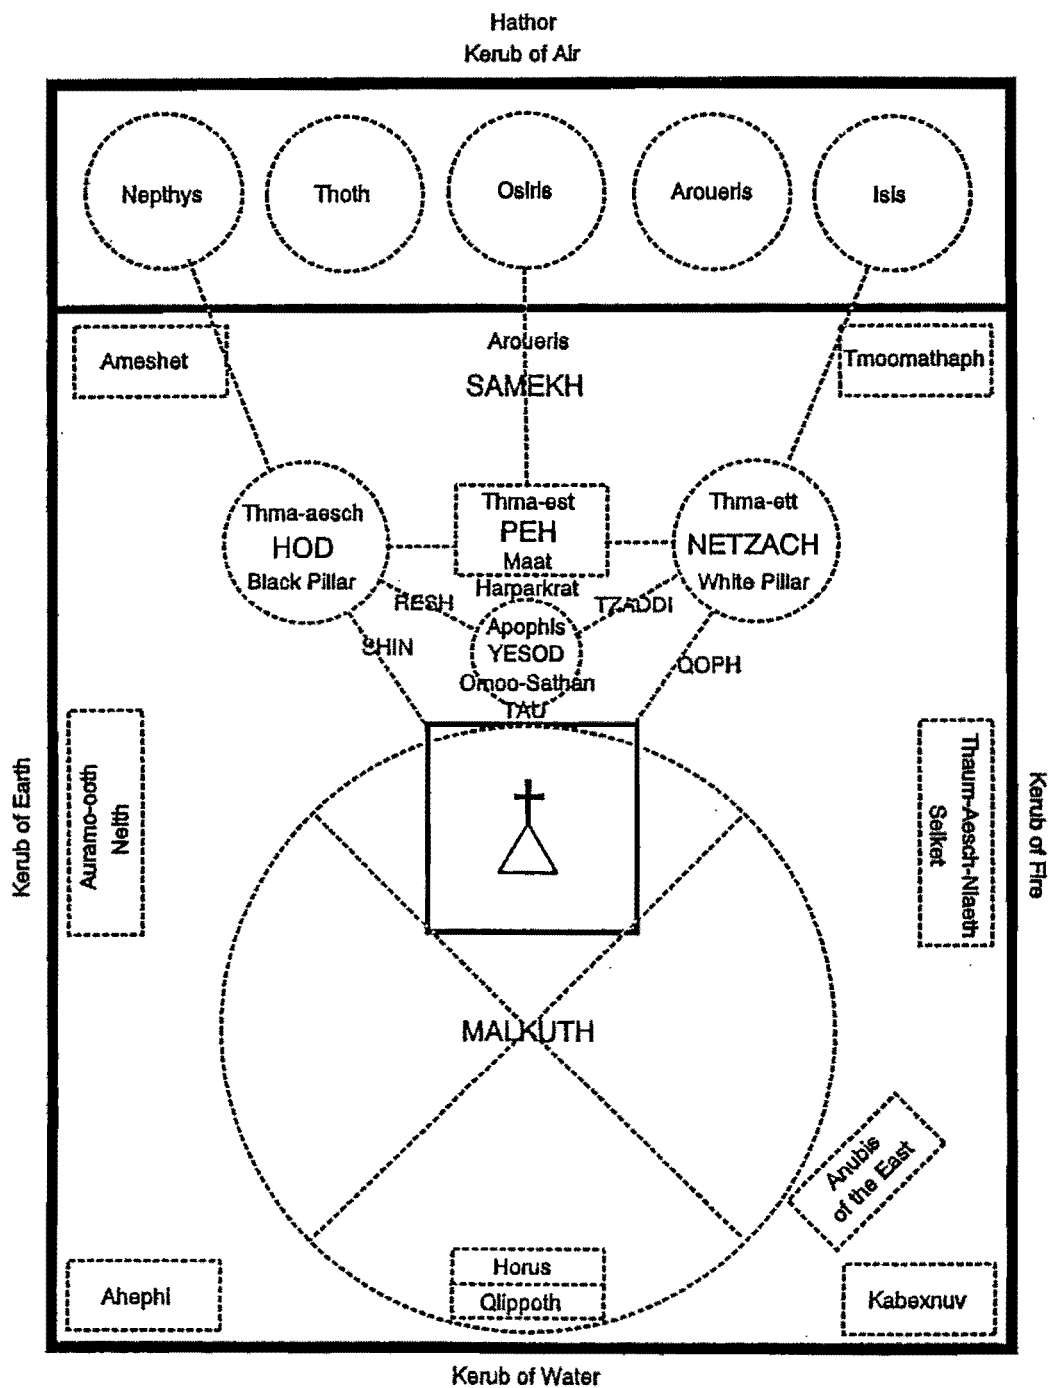 Hathor
Kerub of Air
Nepthys
Thoth
Osiris
Aroueris
Isis
Ameshet
Aroueris
SAMEKH
Tmoomathaph
Thma-aesch
HOD
Black Pillar
Thma-est
PEH
Maat
Thma-ett
NETZACH
White Pillar
Harparkrat
RESH
TZADDI
Apophis
YESOD
SHIN
QOPH
Omoo-Sathan
TAU
Kerub of Earth
Auramo-ooth
Neith
Thaum-Aesch-Niaeth
Selket
Kerub of Fire
MALKUTH
Anubis
of the East
Ahephi
Horus
Qlippoth
Kabexnuv
Kerub of Water